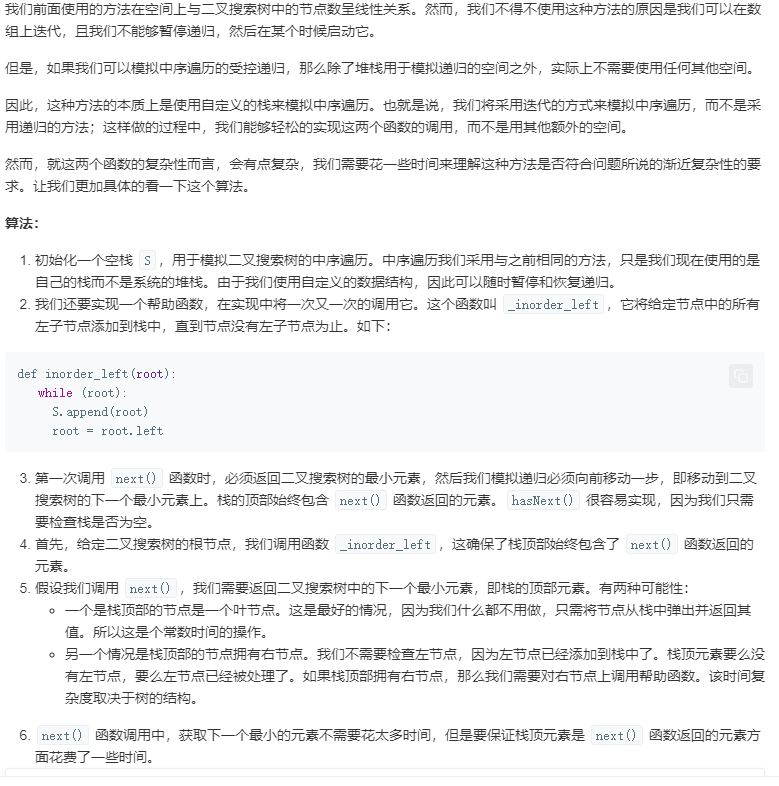 我们前面使用的方法在空间上与二叉搜索树中的节点数呈线性关系。然而，我们不得不使用这种方法的原因是我们可以在数
组上迭代，且我们不能够暂停递归，然后在某个时候启动它。
但是，如果我们可以模拟中序遍历的受控递归，那么除了堆栈用于模拟递归的空间之外，实际上不需要使用任何其他空间。
因此，这种方法的本质上是使用自定义的栈来模拟中序遍历。也就是说，我们将采用迭代的方式来模拟中序遍历，而不是采
用递归的方法；这样做的过程中，我们能够轻松的实现这两个函数的调用，而不是用其他额外的空间。
然而，就这两个函数的复杂性而言，会有点复杂，我们需要花一些时间来理解这种方法是否符合问题所说的渐近复杂性的要
求。让我们更加具体的看一下这个算法。
算法：
1. 初始化一个空栈 S ，用于模拟二叉搜索树的中序遍历。中序遍历我们采用与之前相同的方法，只是我们现在使用的是
自己的栈而不是系统的堆栈。由于我们使用自定义的数据结构，因此可以随时暂停和恢复递归。
2. 我们还要实现一个帮助函数，在实现中将一次又一次的调用它。这个函数叫 _inorder_left ，它将给定节点中的所有
左子节点添加到栈中，直到节点没有左子节点为止。如下：
def inorder_left(root):
while (root):
S.append(root)
root = root.left
3. 第一次调用 next() 函数时，必须返回二叉搜索树的最小元素，然后我们模拟递归必须向前移动一步，即移动到二叉
搜索树的下一个最小元素上。栈的顶部始终包含 next() 函数返回的元素。 hasNext() 很容易实现，因为我们只需
要检查栈是否为空。
4. 首先，给定二叉搜索树的根节点，我们调用函数 _inorder_left ，这确保了栈顶部始终包含了 next() 函数返回的
元素。
5. 假设我们调用 next() ，我们需要返回二叉搜索树中的下一个最小元素，即栈的顶部元素。有两种可能性：
一个是栈顶部的节点是一个叶节点。这是最好的情况，因为我们什么都不用做，只需将节点从栈中弹出并返回其
值。所以这是个常数时间的操作。
另一个情况是栈顶部的节点拥有右节点。我们不需要检查左节点，因为左节点已经添加到栈中了。栈顶元素要么没
有左节点，要么左节点已经被处理了。如果栈顶部拥有右节点，那么我们需要对右节点上调用帮助函数。该时间复
杂度取决于树的结构。
6. next() 函数调用中，获取下一个最小的元素不需要花太多时间，但是要保证栈顶元素是 next() 函数返回的元素方
面花费了一些时间。